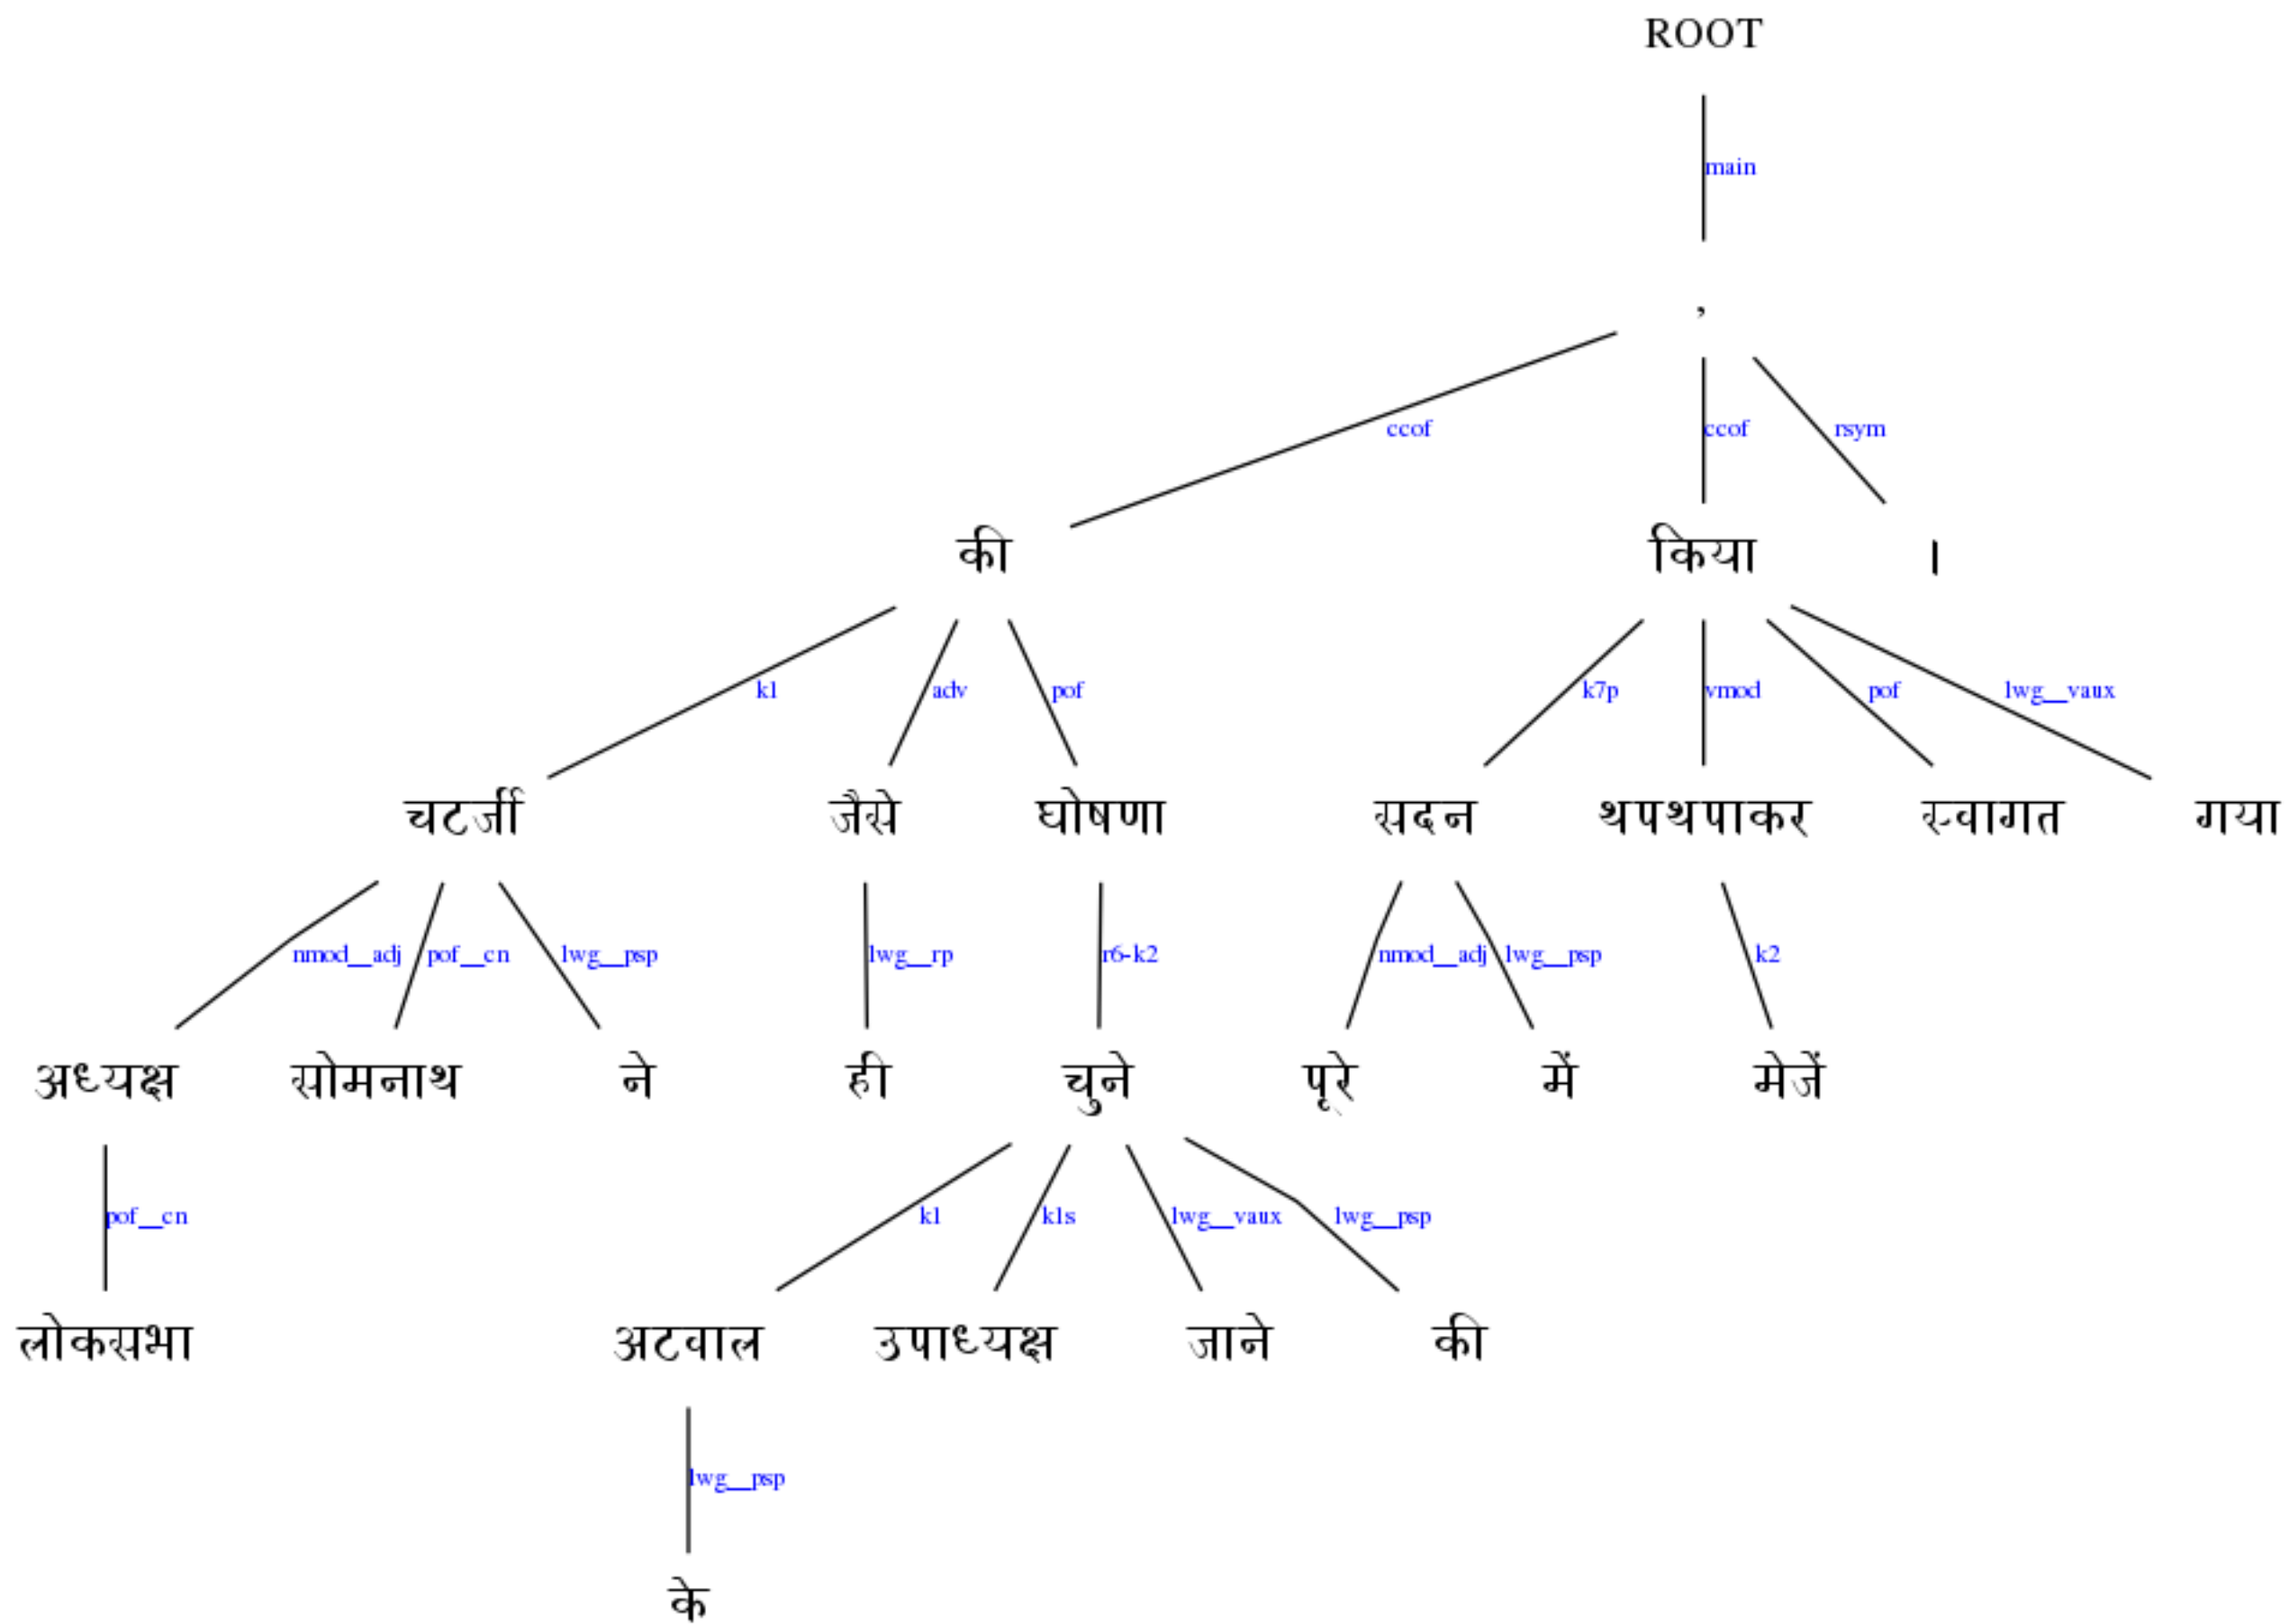 ROOT
main
,
ccof ccof rsym
की किया ।
k1 adv pof k7p vmod pof lwg__vaux
चटर्जी जैसे घोषणा सदन थपथपाकर स्वागत गया
nmod__adj pof__cn lwg__psp lwg__rp r6-k2 nmod__adj lwg__psp k2
अध्यक्ष सोमनाथ ने ही चुने पूरे में मेजें
pof__cn k1 k1s lwg__vaux lwg__psp
लोकसभा अटवाल उपाध्यक्ष जाने की
lwg__psp
के